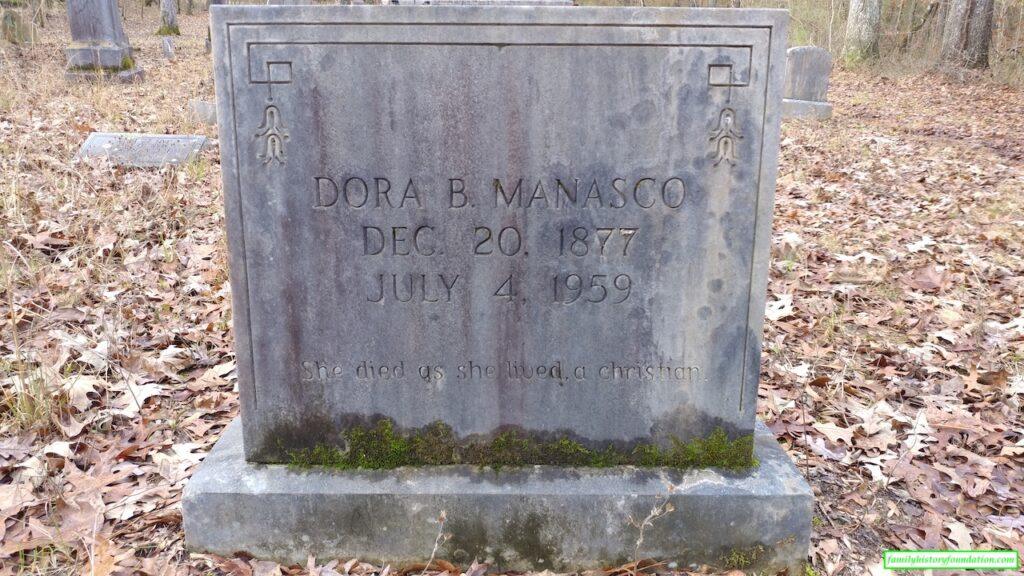 DORA B. MANASCO
DEC. 20, 1877
JULY 4, 1959
She died as she lived, a christian.
familyhistoryfoundation.com